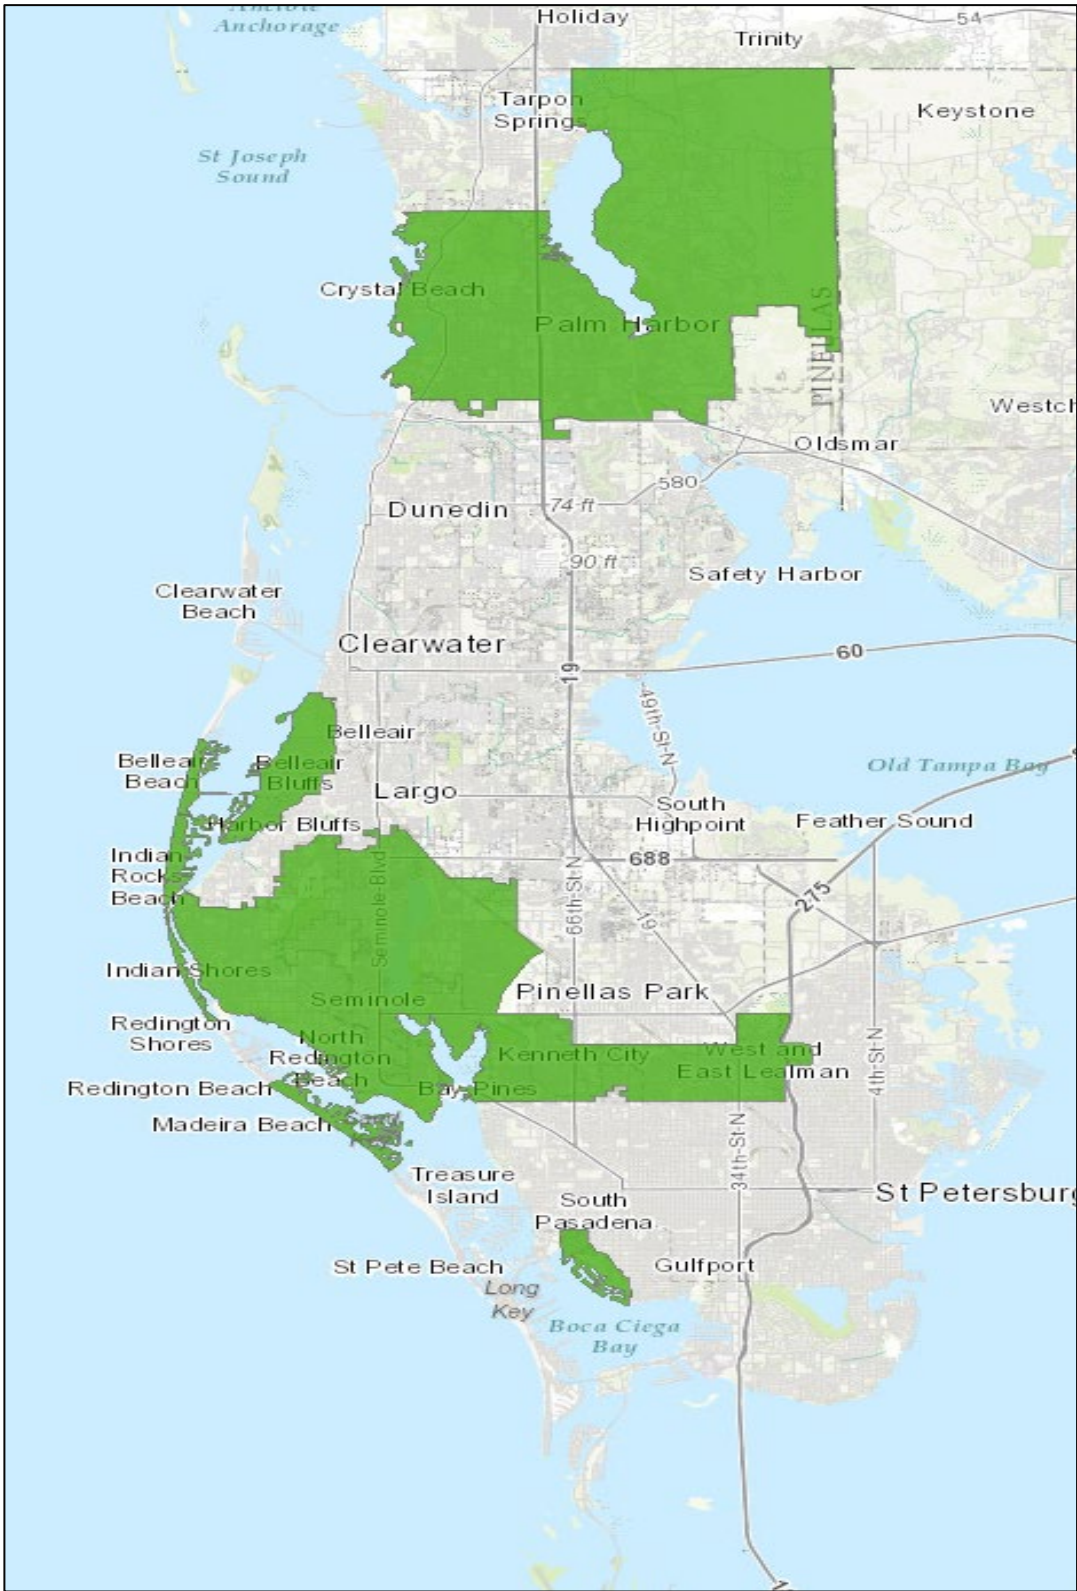 Anclote
Anchorage
Holiday
54
Trinity
Tarpon
Springs
Keystone
St Joseph
Sound
Crystal Beach
Palm Harbor
PINELLAS
Westch
Oldsmar
580
Dunedin
74 ft
90 ft
Safety Harbor
Clearwater
Beach
Clearwater
60
19
49th-St-N
Belleair
Belleair
Beach
Belleair
Bluffs
Old Tampa Bay
Largo
South
Highpoint
Feather Sound
Harbor Bluffs
Indian
Rocks
Beach
688
Seminole Blvd
66th-St-N
19
275
Indian Shores
Seminole
Pinellas Park
Redington
Shores
North
Redington
Beach
Kenneth City
West and
East Lealman
4th-St-N
Redington Beach
Bay Pines
Madeira Beach
Treasure
Island
34th-St-N
South
Pasadena
St Petersburg
St Pete Beach
Gulfport
Long
Key
Boca Ciega
Bay